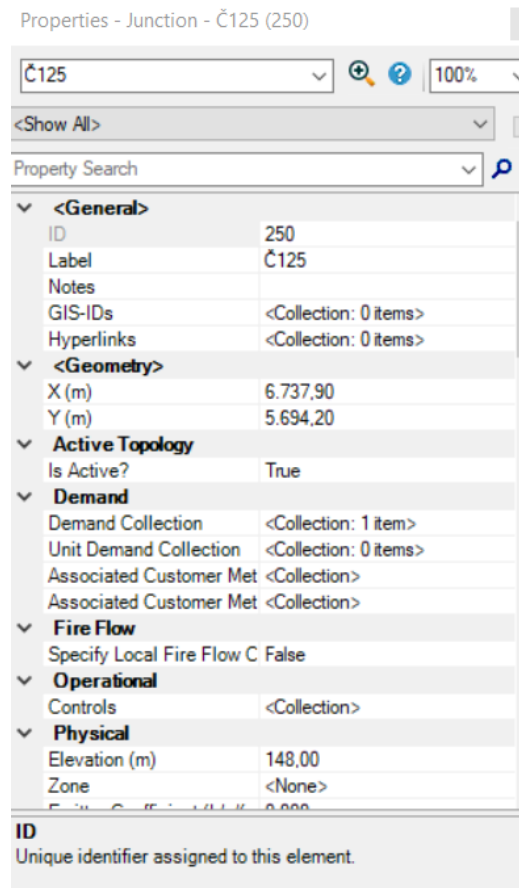 Properties - Junction - Č125 (250)
Č125 100%
<Show All>
Property Search
<General>
ID 250
Label Č125
Notes
GIS-IDs <Collection: 0 items>
Hyperlinks <Collection: 0 items>
<Geometry>
X (m) 6.737,90
Y (m) 5.694,20
Active Topology
Is Active? True
Demand
Demand Collection <Collection: 1 item>
Unit Demand Collection <Collection: 0 items>
Associated Customer Met <Collection>
Associated Customer Met <Collection>
Fire Flow
Specify Local Fire Flow C False
Operational
Controls <Collection>
Physical
Elevation (m) 148,00
Zone <None>
ID
Unique identifier assigned to this element.